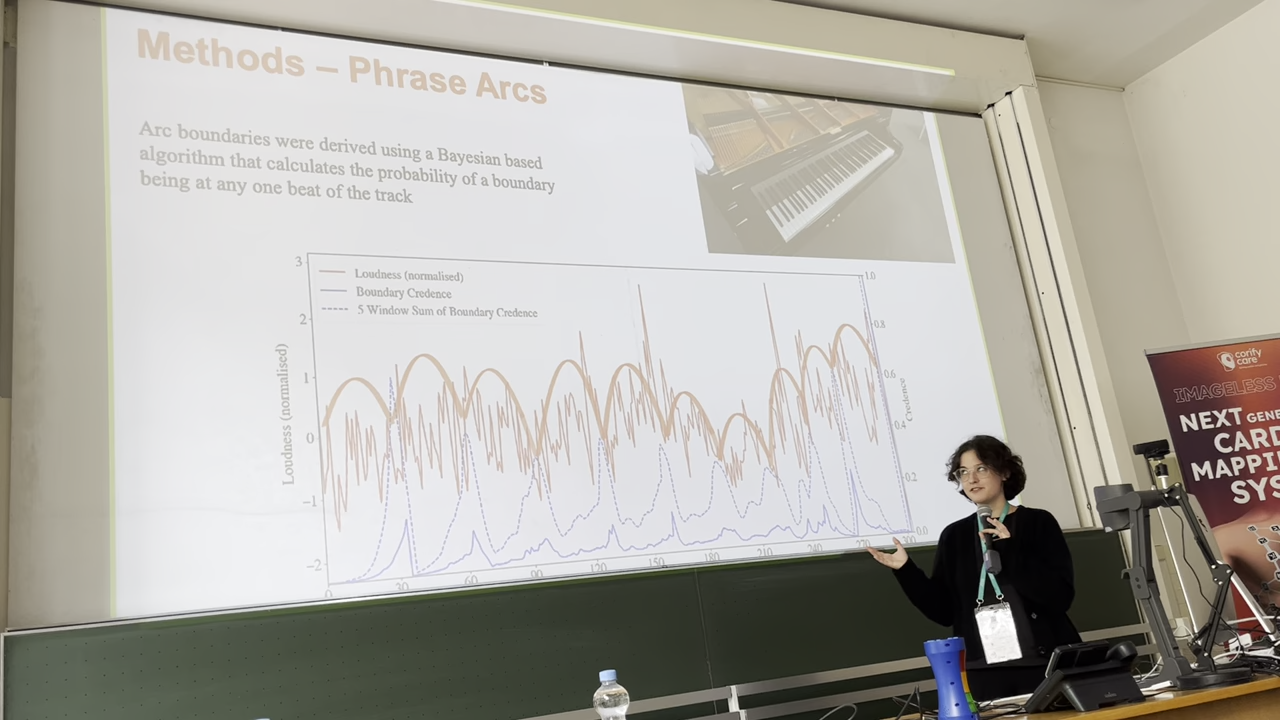 Methods – Phrase Arcs
Arc boundaries were derived using a Bayesian based
algorithm that calculates the probability of a boundary
being at any one beat of the track
Loudness (normalised)
Boundary Credence
5 Window Sum of Boundary Credence
Loudness (normalised)
3
2
1
0
−1
−2
1.0
0.8
0.6
0.4
0.2
0.0
Credence
0
30
60
90
120
150
180
210
240
270
300
corify
care
IMAGELESS
NEXT GENE
CARD
MAPPI
SYS